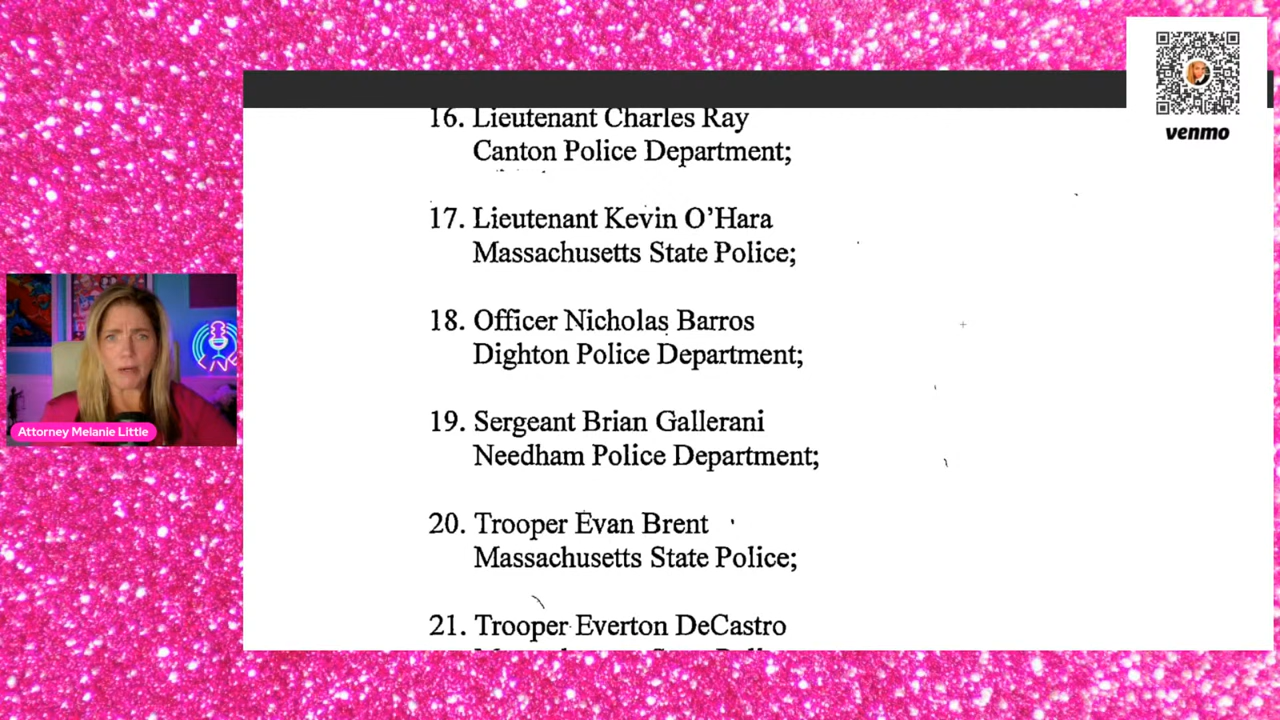 venmo
16. Lieutenant Charles Ray
Canton Police Department;
17. Lieutenant Kevin O'Hara
Massachusetts State Police;
18. Officer Nicholas Barros
Dighton Police Department;
19. Sergeant Brian Gallerani
Needham Police Department;
20. Trooper Evan Brent
Massachusetts State Police;
21. Trooper Everton DeCastro
Attorney Melanie Little